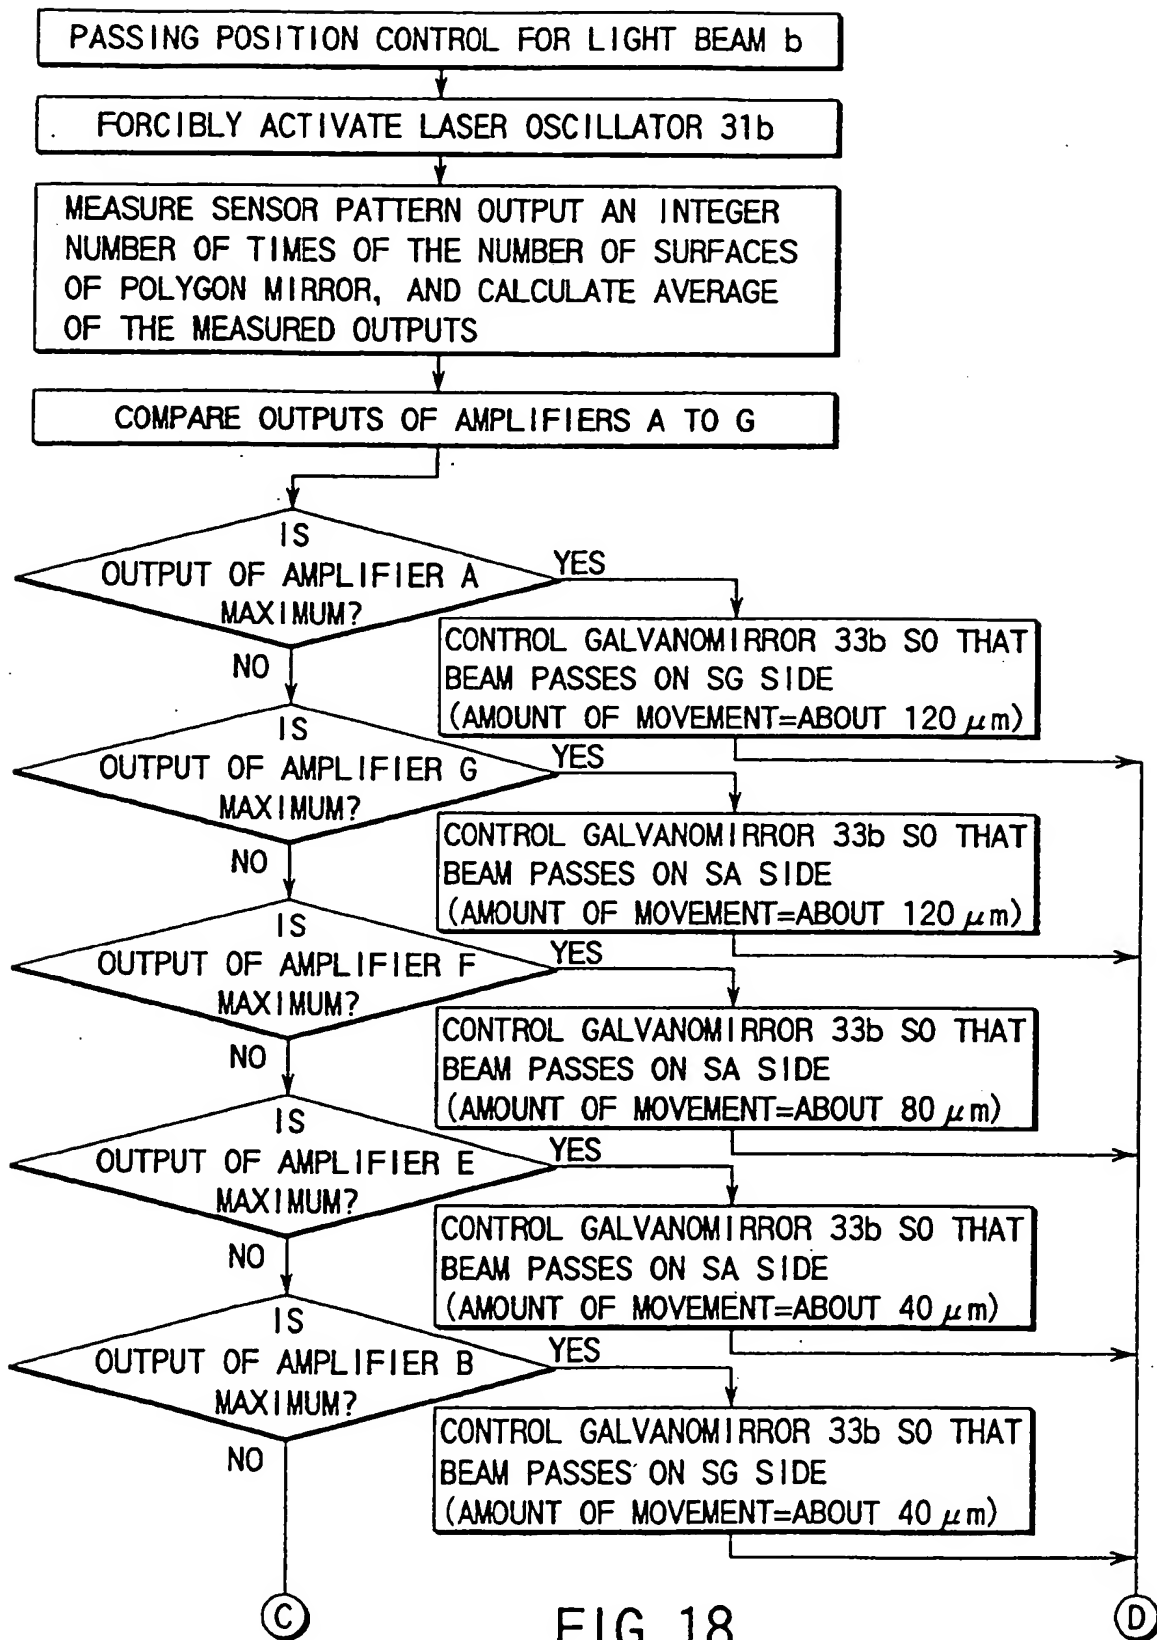 PASSING POSITION CONTROL FOR LIGHT BEAM b
FORCIBLY ACTIVATE LASER OSCILLATOR 31b
MEASURE SENSOR PATTERN OUTPUT AN INTEGER
NUMBER OF TIMES OF THE NUMBER OF SURFACES
OF POLYGON MIRROR, AND CALCULATE AVERAGE
OF THE MEASURED OUTPUTS
COMPARE OUTPUTS OF AMPLIFIERS A TO G
IS
OUTPUT OF AMPLIFIER A
MAXIMUM?
YES
NO
CONTROL GALVANOMIRROR 33b SO THAT
BEAM PASSES ON SG SIDE
(AMOUNT OF MOVEMENT=ABOUT 120 μm)
IS
OUTPUT OF AMPLIFIER G
MAXIMUM?
YES
NO
CONTROL GALVANOMIRROR 33b SO THAT
BEAM PASSES ON SA SIDE
(AMOUNT OF MOVEMENT=ABOUT 120 μm)
IS
OUTPUT OF AMPLIFIER F
MAXIMUM?
YES
NO
CONTROL GALVANOMIRROR 33b SO THAT
BEAM PASSES ON SA SIDE
(AMOUNT OF MOVEMENT=ABOUT 80 μm)
IS
OUTPUT OF AMPLIFIER E
MAXIMUM?
YES
NO
CONTROL GALVANOMIRROR 33b SO THAT
BEAM PASSES ON SA SIDE
(AMOUNT OF MOVEMENT=ABOUT 40 μm)
IS
OUTPUT OF AMPLIFIER B
MAXIMUM?
YES
NO
CONTROL GALVANOMIRROR 33b SO THAT
BEAM PASSES ON SG SIDE
(AMOUNT OF MOVEMENT=ABOUT 40 μm)
C
D
FIG. 18